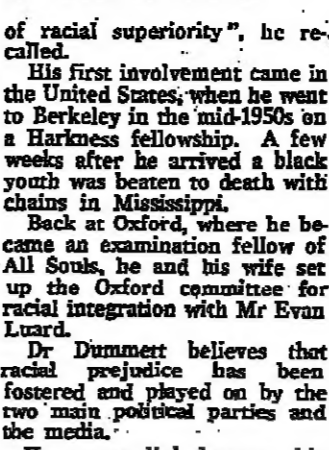 of racial superiority", he re-
called.
His first involvement came in
the United States, when he went
to Berkeley in the mid-1950s on
a Harkness fellowship. A few
weeks after he arrived a black
youth was beaten to death with
chains in Mississippi.
Back at Oxford, where he be-
came an examination fellow of
All Souls, he and his wife set
up the Oxford committee for
racial integration with Mr Evan
Luard.
Dr Dummett believes that
racial prejudice has been
fostered and played on by the
two main political parties and
the media.